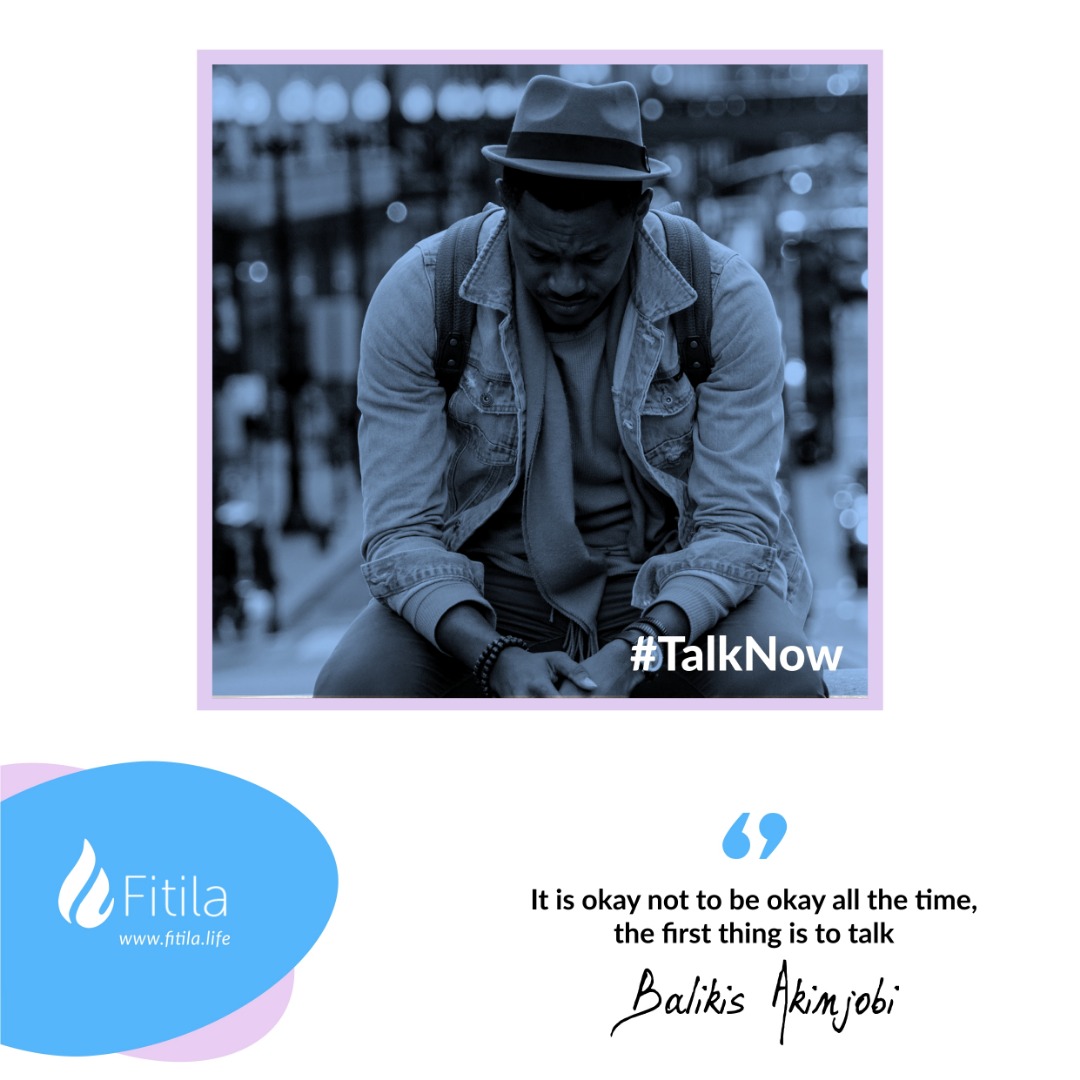 #TalkNow
Fitila
www.fitila.life
It is okay not to be okay all the time,
the first thing is to talk
Balikis Akinjobi